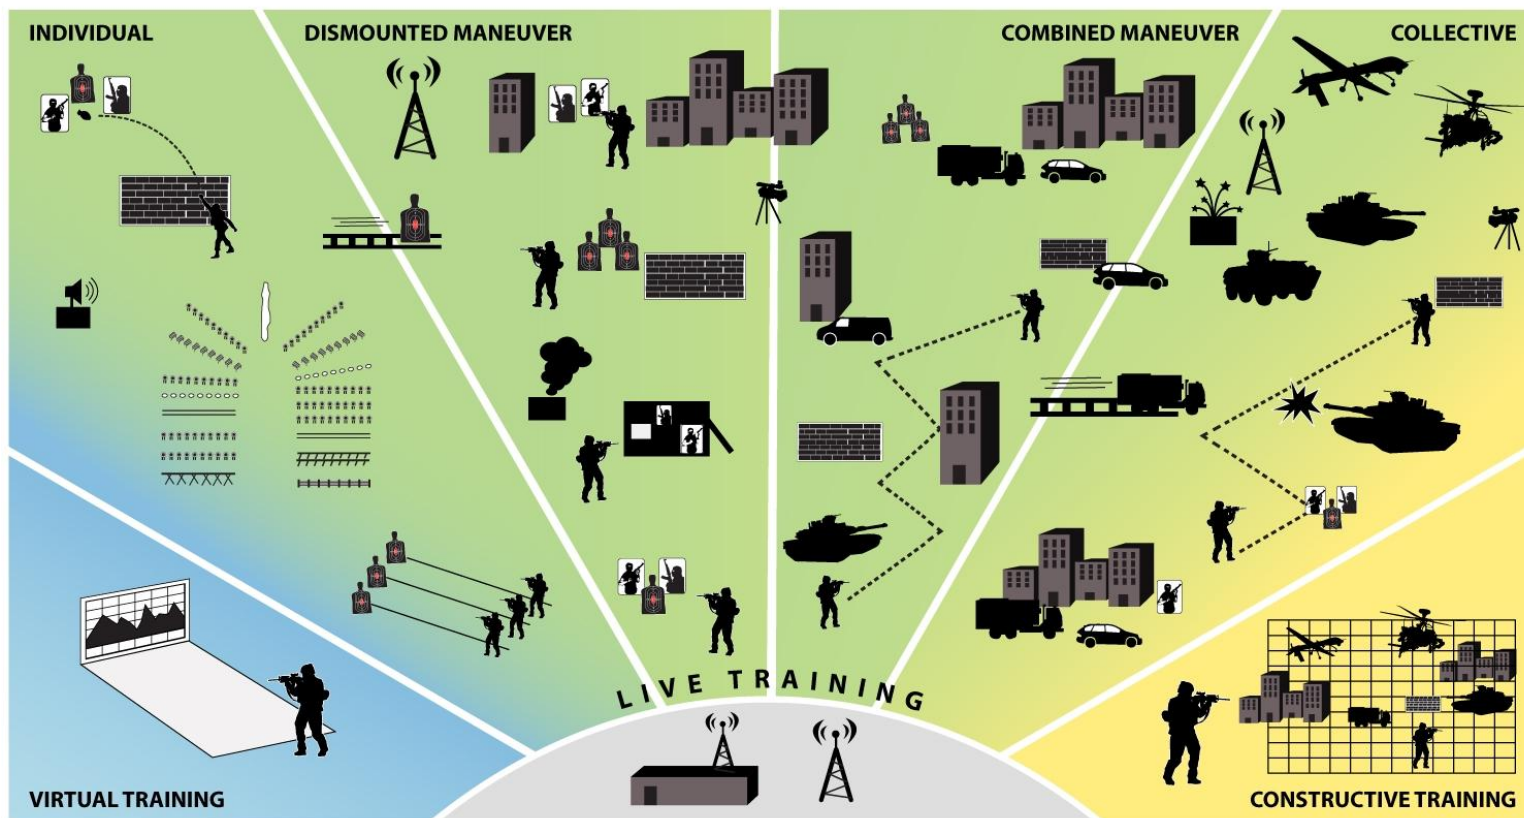 INDIVIDUAL
DISMOUNTED MANEUVER
COMBINED MANEUVER
COLLECTIVE
LIVE TRAINING
VIRTUAL TRAINING
CONSTRUCTIVE TRAINING